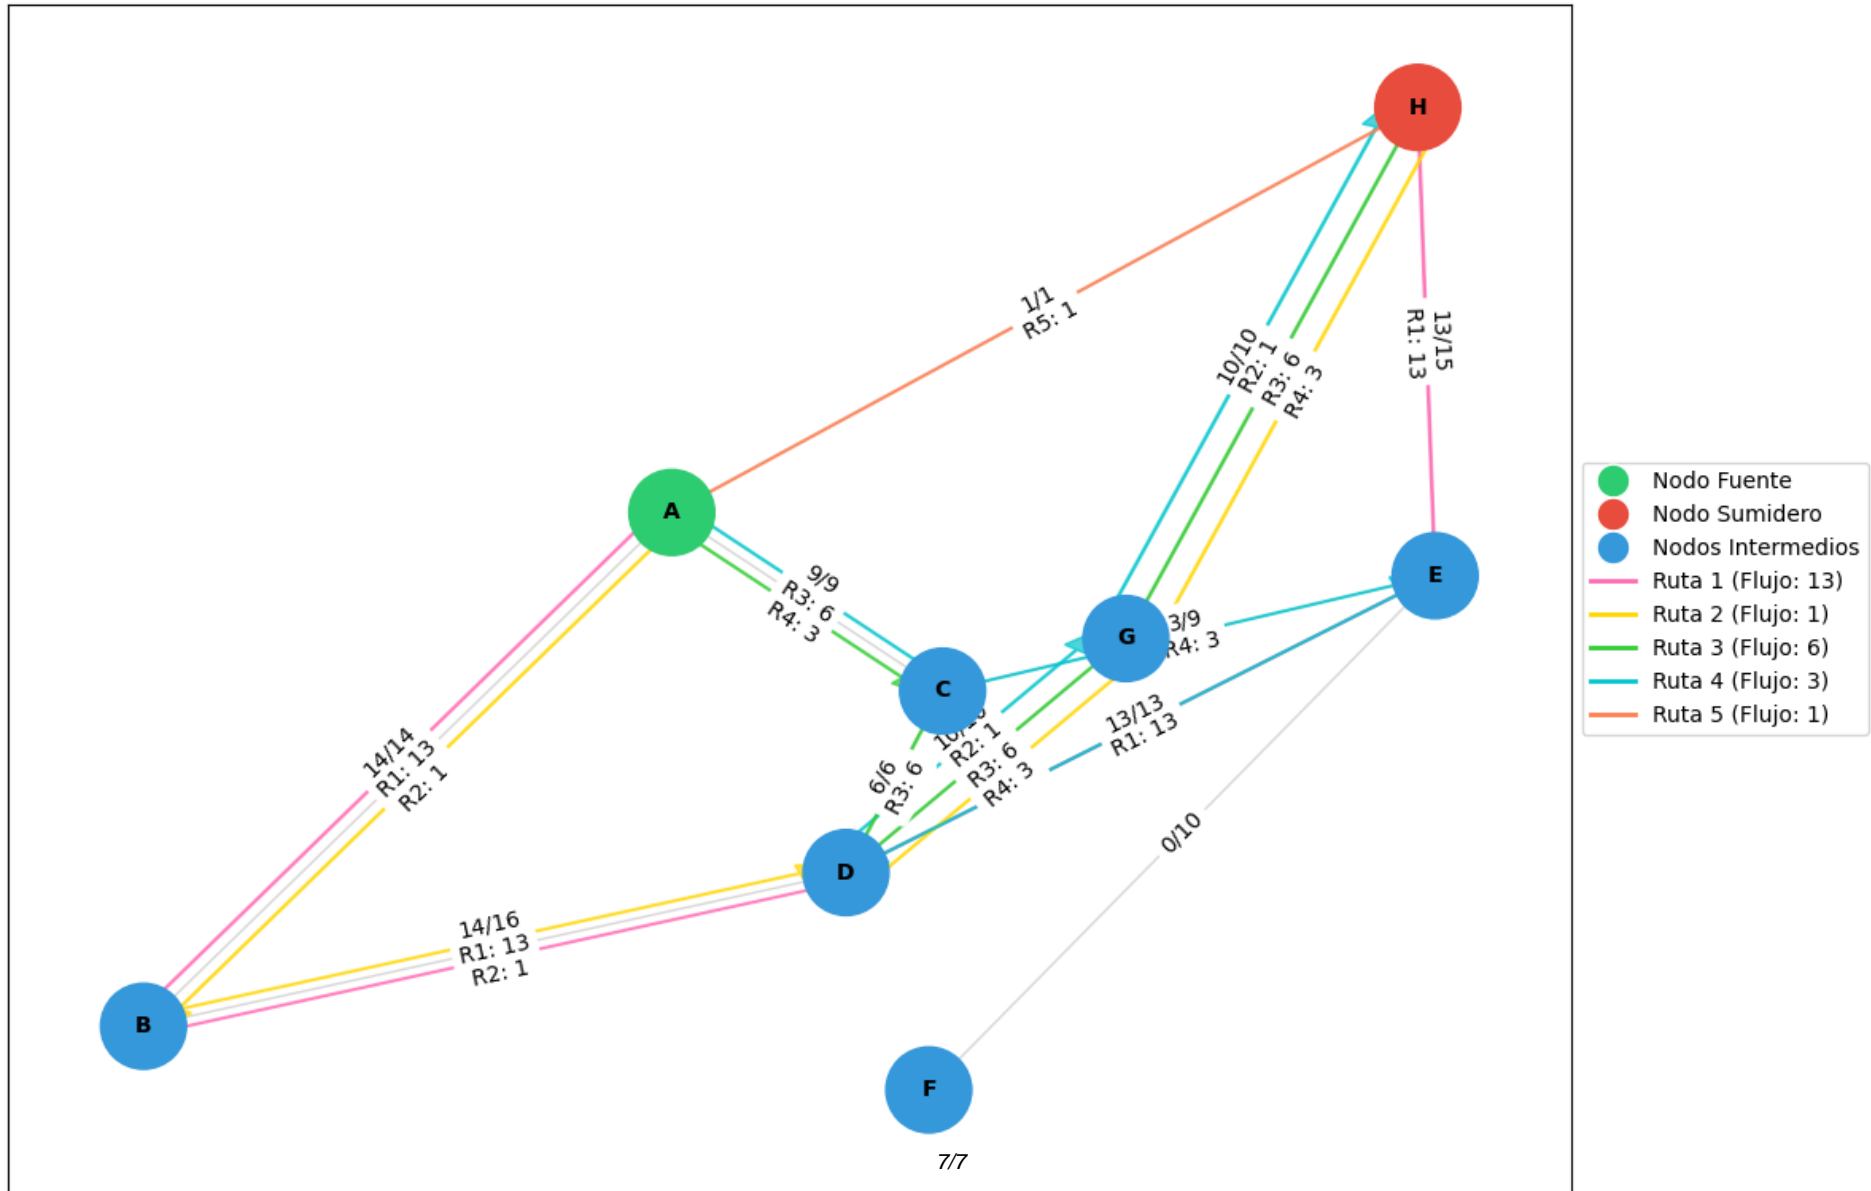 H
1/1
R5: 1
10/10
R2: 1
R3: 6
R4: 3
13/15
R1: 13
A
9/9
R3: 6
R4: 3
E
G
3/9
R4: 3
C
14/14
R1: 13
R2: 1
6/6
R3: 6
R2: 1
R3: 6
R4: 3
13/13
R1: 13
0/10
D
14/16
R1: 13
R2: 1
B
F
7/7
Nodo Fuente
Nodo Sumidero
Nodos Intermedios
Ruta 1 (Flujo: 13)
Ruta 2 (Flujo: 1)
Ruta 3 (Flujo: 6)
Ruta 4 (Flujo: 3)
Ruta 5 (Flujo: 1)